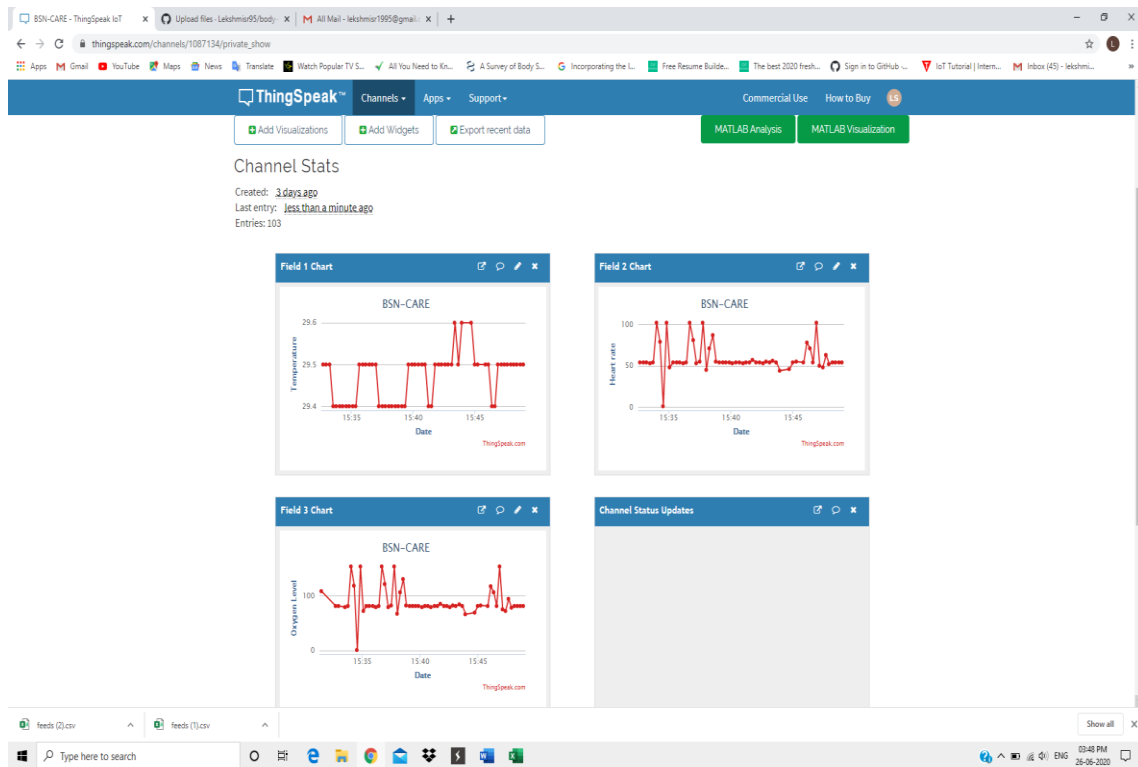 BSN-CARE - ThingSpeak IoT x Upload files · Lekshmisr95/body- x All Mail - lekshmisr1995@gmail. x +
thingspeak.com/channels/1087134/private_show L
Apps Gmail YouTube Maps News Translate Watch Popular TV S... All You Need to Kn... A Survey of Body S... Incorporating the I... Free Resume Builde... The best 2020 fresh... Sign in to GitHub ·... IoT Tutorial | Intern... Inbox (45) - lekshmi... »
ThingSpeak™ Channels Apps Support Commercial Use How to Buy LS
Add Visualizations Add Widgets Export recent data MATLAB Analysis MATLAB Visualization
Channel Stats
Created: 3 days ago
Last entry: less than a minute ago
Entries: 103
Field 1 Chart
BSN-CARE
29.6
29.5
29.4
Temperature
15:35 15:40 15:45
Date
ThingSpeak.com
Field 2 Chart
BSN-CARE
100
50
0
Heart rate
15:35 15:40 15:45
Date
ThingSpeak.com
Field 3 Chart
BSN-CARE
100
0
Oxygen Level
15:35 15:40 15:45
Date
ThingSpeak.com
Channel Status Updates
feeds (2).csv feeds (1).csv Show all X
Type here to search ENG 03:48 PM
26-06-2020